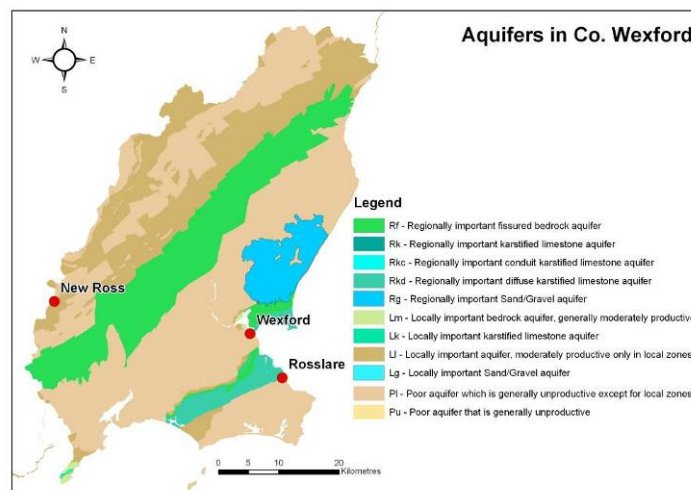 Aquifers in Co. Wexford
N
W E
S
Legend
Rf - Regionally important fissured bedrock aquifer
Rk - Regionally important karstified limestone aquifer
Rkc - Regionally important conduit karstified limestone aquifer
Rkd - Regionally important diffuse karstified limestone aquifer
Rg - Regionally important Sand/Gravel aquifer
Lm - Locally important bedrock aquifer, generally moderately productive
Lk - Locally important karstified limestone aquifer
Ll - Locally important aquifer, moderately productive only in local zones
Lg - Locally important Sand/Gravel aquifer
Pl - Poor aquifer which is generally unproductive except for local zones
Pu - Poor aquifer that is generally unproductive
New Ross
Wexford
Rosslare
0 5 10 20
Kilometres